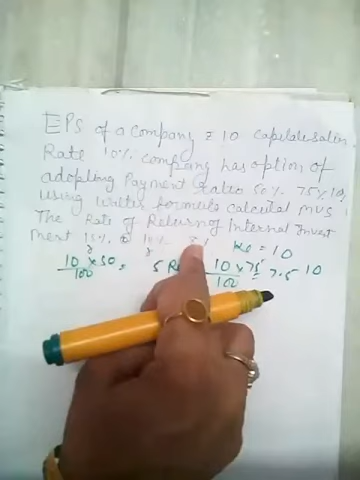 EPS of a company ₹ 10 capitalisation
Rate 10% company has option of
adopting Payment Ratio 50% 75% 10
using Walter formula calculat MVS
The Rate of Return of Internal Invest
ment 15% 10% Ke = 10
10 × 50 / 100 = 5 10 × 75 / 100 = 7.5 10